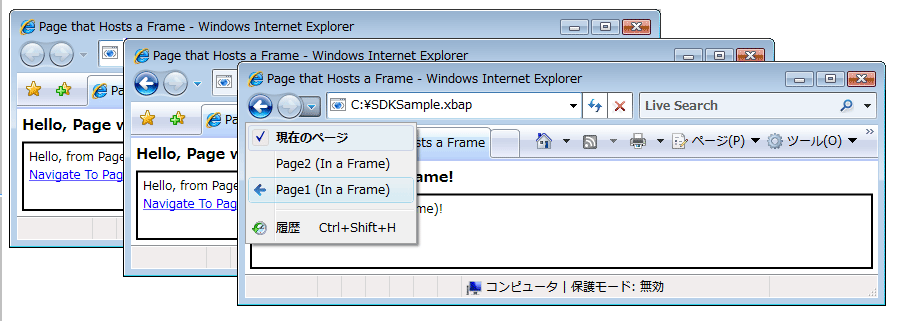 Page that Hosts a Frame - Windows Internet Explorer
Hello, Page w
Hello, from Page
Navigate To Pag
Page that Hosts a Frame - Windows Internet Explorer
Hello, Page w
Hello, from Page
Navigate To Page
Page that Hosts a Frame - Windows Internet Explorer
C:¥SDKSample.xbap
Live Search
sts a Frame
ページ(P)
ツール(O)
»
現在のページ
Page2 (In a Frame)
Page1 (In a Frame)
履歴 Ctrl+Shift+H
ame!
me)!
コンピュータ | 保護モード: 無効